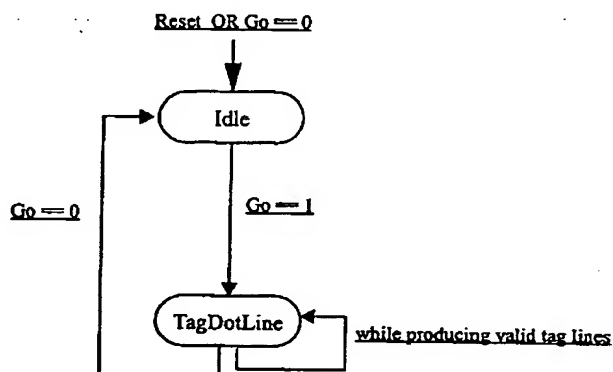 Reset OR Go == 0
Idle
Go == 0
Go == 1
TagDotLine
while producing valid tag lines